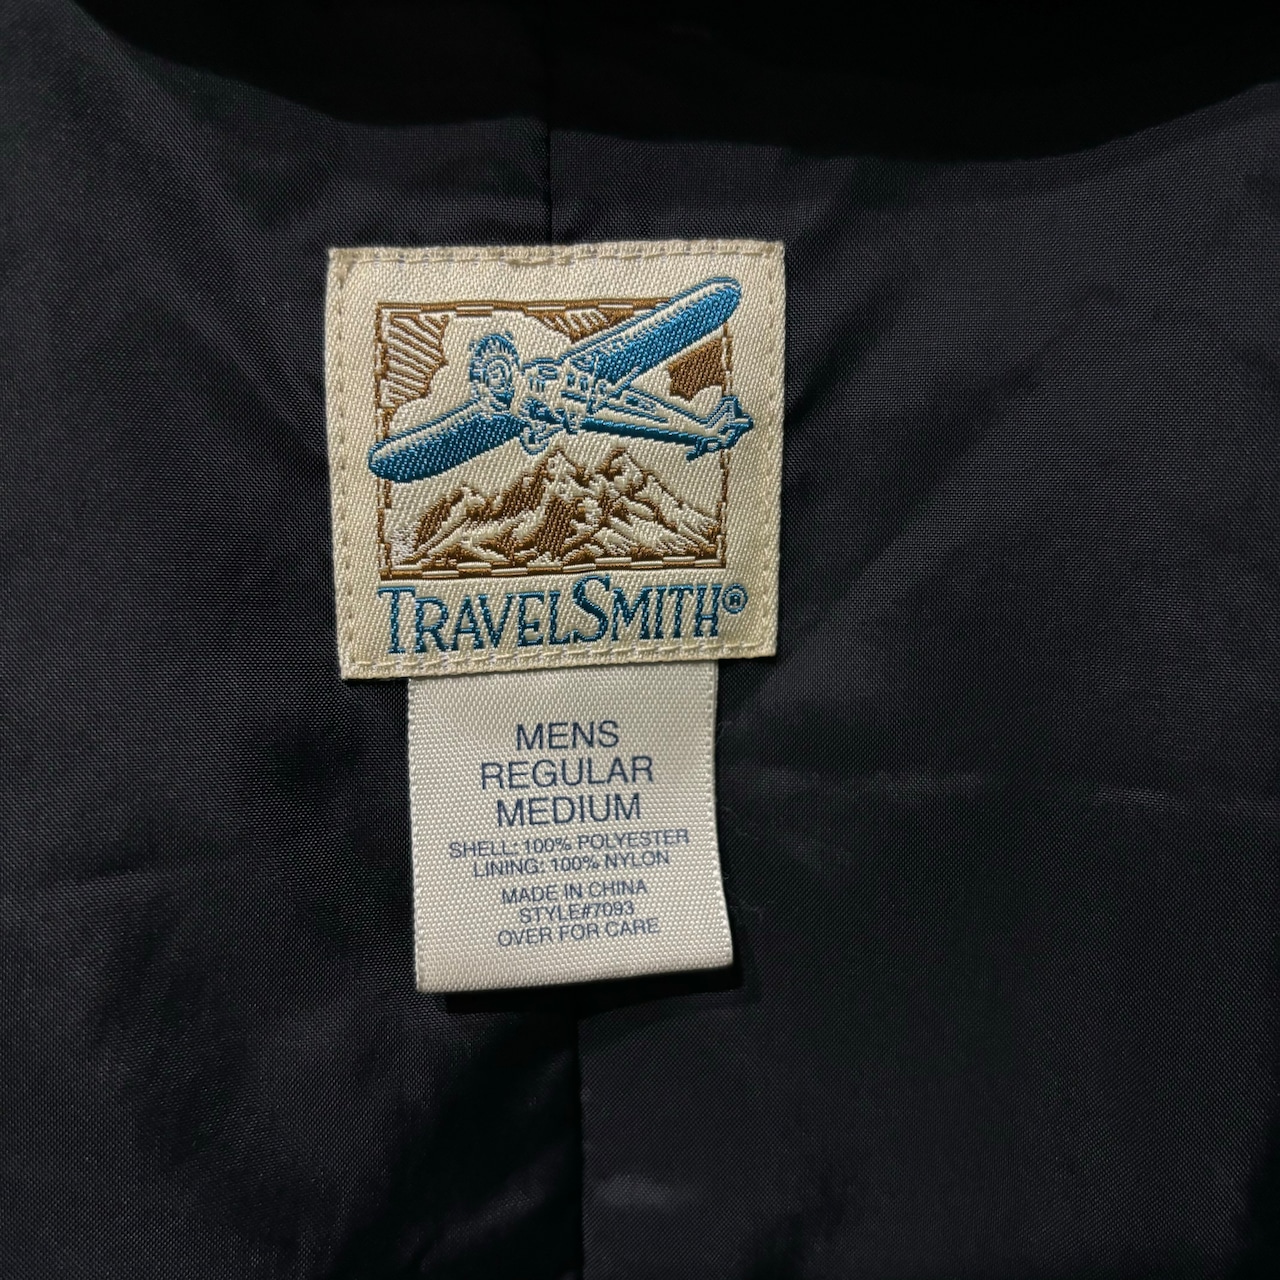 TRAVELSMITH®
MENS
REGULAR
MEDIUM
SHELL: 100% POLYESTER
LINING: 100% NYLON
MADE IN CHINA
STYLE#7093
OVER FOR CARE